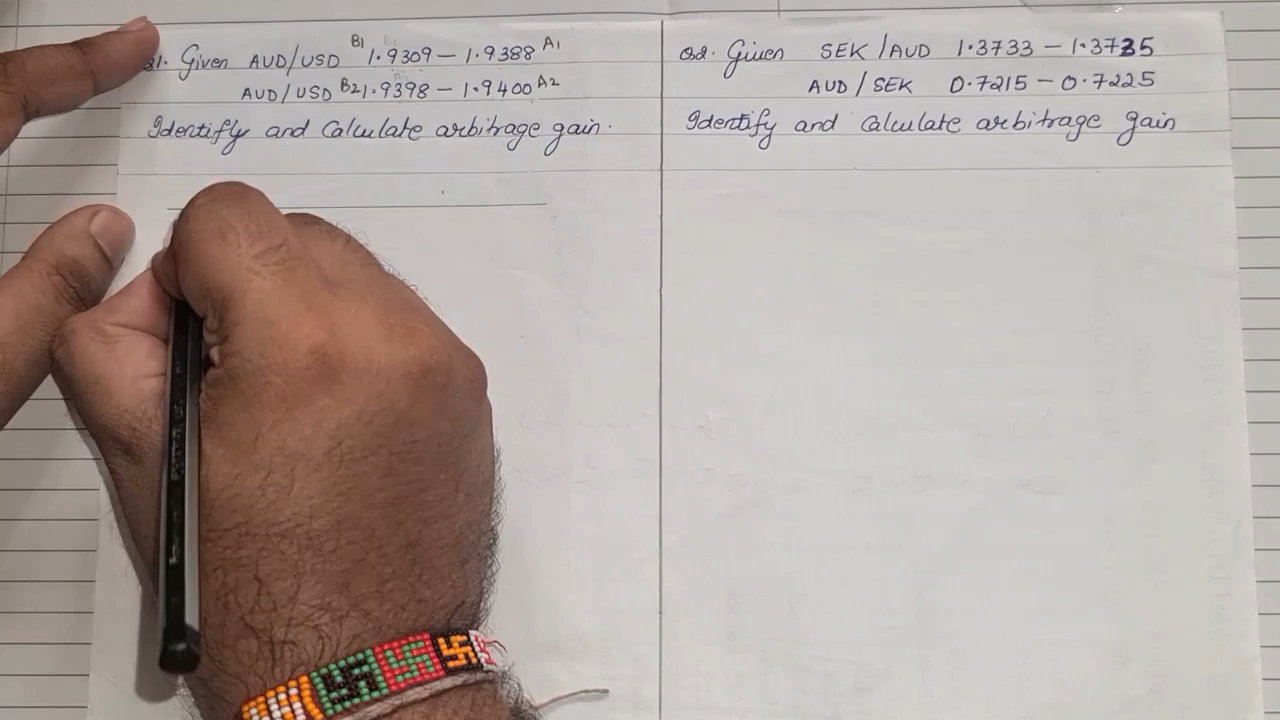 1. Given AUD/USD B1 1.9309 – 1.9388 A1
AUD/USD B2 1.9398 – 1.9400 A2
Identifly and Calculate arbitrage gain.
Q2. Given SEK/AUD 1.3733 – 1.3735
AUD/SEK 0.7215 – 0.7225
Identify and Calculate arbitrage gain